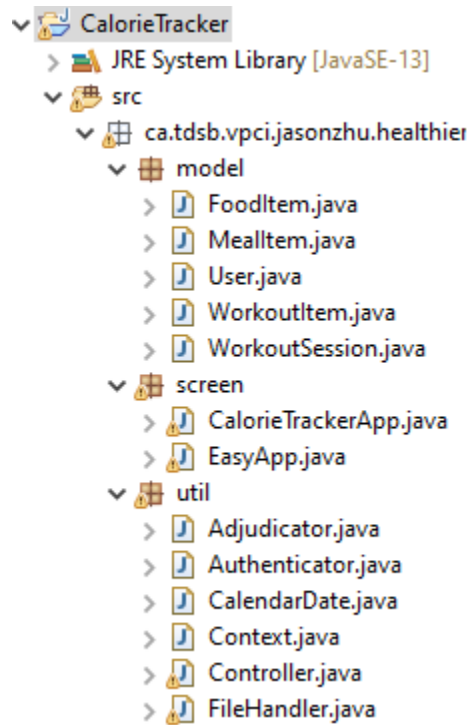 CalorieTracker
JRE System Library [JavaSE-13]
src
ca.tdsb.vpci.jasonzhu.healthier
model
FoodItem.java
MealItem.java
User.java
WorkoutItem.java
WorkoutSession.java
screen
CalorieTrackerApp.java
EasyApp.java
util
Adjudicator.java
Authenticator.java
CalendarDate.java
Context.java
Controller.java
FileHandler.java